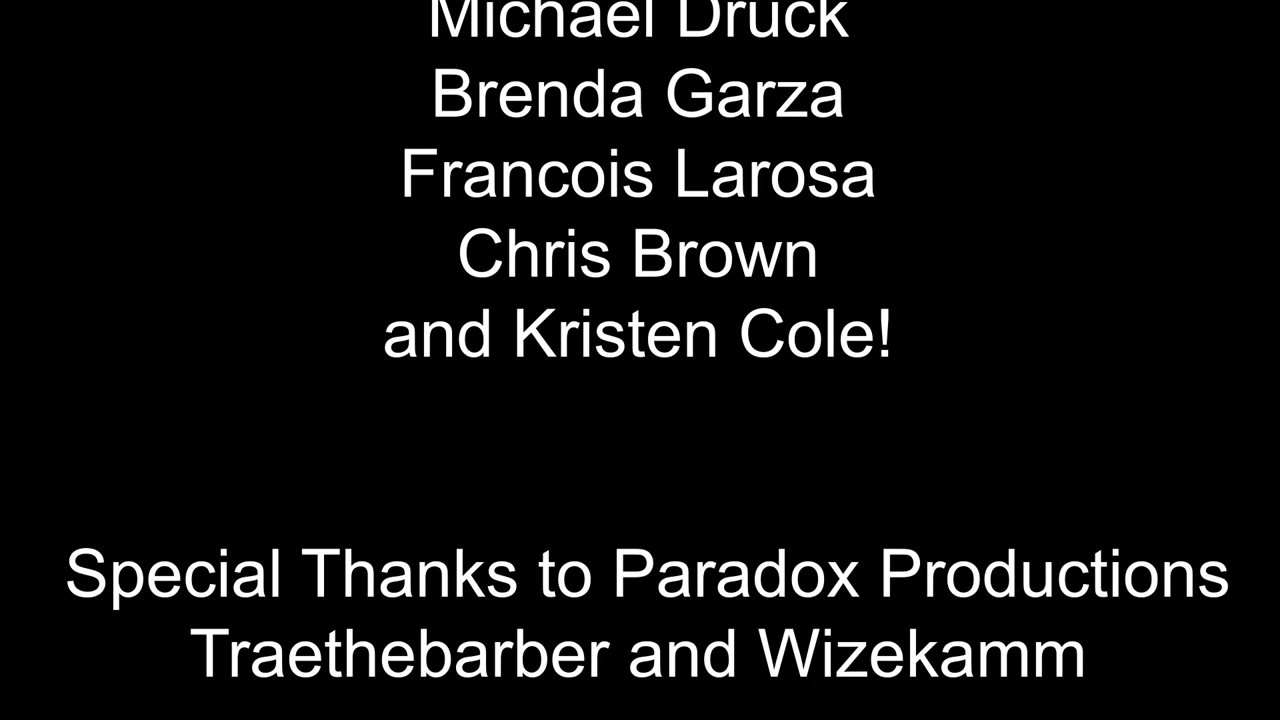 Michael Druck
Brenda Garza
Francois Larosa
Chris Brown
and Kristen Cole!
Special Thanks to Paradox Productions
Traethebarber and Wizekamm